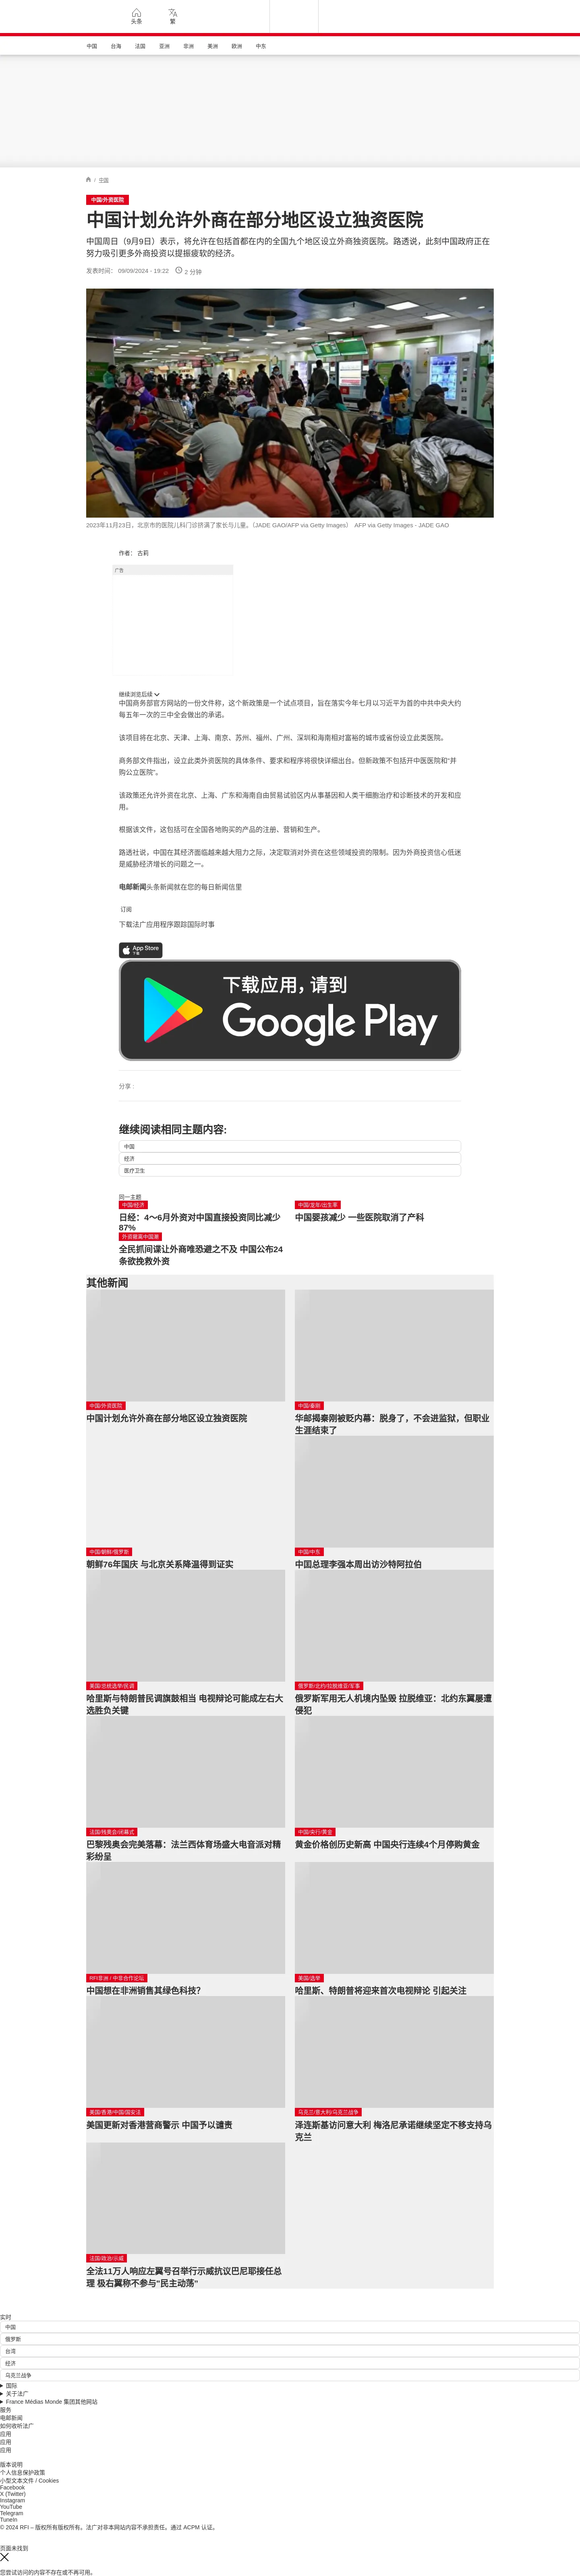 头条
繁
中国
台海
法国
亚洲
非洲
美洲
欧洲
中东
/ 中国
中国/外资医院
中国计划允许外商在部分地区设立独资医院
中国周日（9月9日）表示，将允许在包括首都在内的全国九个地区设立外商独资医院。路透说，此刻中国政府正在
努力吸引更多外商投资以提振疲软的经济。
发表时间： 09/09/2024 - 19:22
2 分钟
2023年11月23日，北京市的医院儿科门诊挤满了家长与儿童。（JADE GAO/AFP via Getty Images） AFP via Getty Images - JADE GAO
作者： 古莉
广告
继续浏览后续
中国商务部官方网站的一份文件称，这个新政策是一个试点项目，旨在落实今年七月以习近平为首的中共中央大约
每五年一次的三中全会做出的承诺。
该项目将在北京、天津、上海、南京、苏州、福州、广州、深圳和海南相对富裕的城市或省份设立此类医院。
商务部文件指出，设立此类外资医院的具体条件、要求和程序将很快详细出台。但新政策不包括开中医医院和“并
购公立医院”。
该政策还允许外资在北京、上海、广东和海南自由贸易试验区内从事基因和人类干细胞治疗和诊断技术的开发和应
用。
根据该文件，这包括可在全国各地购买的产品的注册、营销和生产。
路透社说，中国在其经济面临越来越大阻力之际，决定取消对外资在这些领域投资的限制。因为外商投资信心低迷
是威胁经济增长的问题之一。
电邮新闻头条新闻就在您的每日新闻信里
订阅
下载法广应用程序跟踪国际时事
App Store
下载
下载应用，请到
Google Play
分享 :
继续阅读相同主题内容:
中国
经济
医疗卫生
同一主题
中国/经济
日经：4～6月外资对中国直接投资同比减少
87%
中国/龙年/出生率
中国婴孩减少 一些医院取消了产科
外资撤离中国潮
全民抓间谍让外商唯恐避之不及 中国公布24
条欲挽救外资
其他新闻
中国/外资医院
中国计划允许外商在部分地区设立独资医院
中国/秦刚
华邮揭秦刚被贬内幕：脱身了，不会进监狱，但职业
生涯结束了
中国/朝鲜/俄罗斯
朝鲜76年国庆 与北京关系降温得到证实
中国/中东
中国总理李强本周出访沙特阿拉伯
美国/总统选举/民调
哈里斯与特朗普民调旗鼓相当 电视辩论可能成左右大
选胜负关键
俄罗斯/北约/拉脱维亚/军事
俄罗斯军用无人机境内坠毁 拉脱维亚：北约东翼屡遭
侵犯
法国/残奥会/闭幕式
巴黎残奥会完美落幕：法兰西体育场盛大电音派对精
彩纷呈
中国/央行/黄金
黄金价格创历史新高 中国央行连续4个月停购黄金
RFI非洲 / 中非合作论坛
中国想在非洲销售其绿色科技？
美国/选举
哈里斯、特朗普将迎来首次电视辩论 引起关注
美国/香港/中国/国安法
美国更新对香港营商警示 中国予以谴责
乌克兰/意大利/乌克兰战争
泽连斯基访问意大利 梅洛尼承诺继续坚定不移支持乌
克兰
法国/政治/示威
全法11万人响应左翼号召举行示威抗议巴尼耶接任总
理 极右翼称不参与"民主动荡"
实时
中国
俄罗斯
台湾
经济
乌克兰战争
国际
关于法广
France Médias Monde 集团其他网站
服务
电邮新闻
如何收听法广
应用
应用
应用
版本说明
个人信息保护政策
小型文本文件 / Cookies
Facebook
X (Twitter)
Instagram
YouTube
Telegram
TuneIn
© 2024 RFI – 版权所有版权所有。法广对非本网站内容不承担责任。通过 ACPM 认证。
页面未找到
您尝试访问的内容不存在或不再可用。